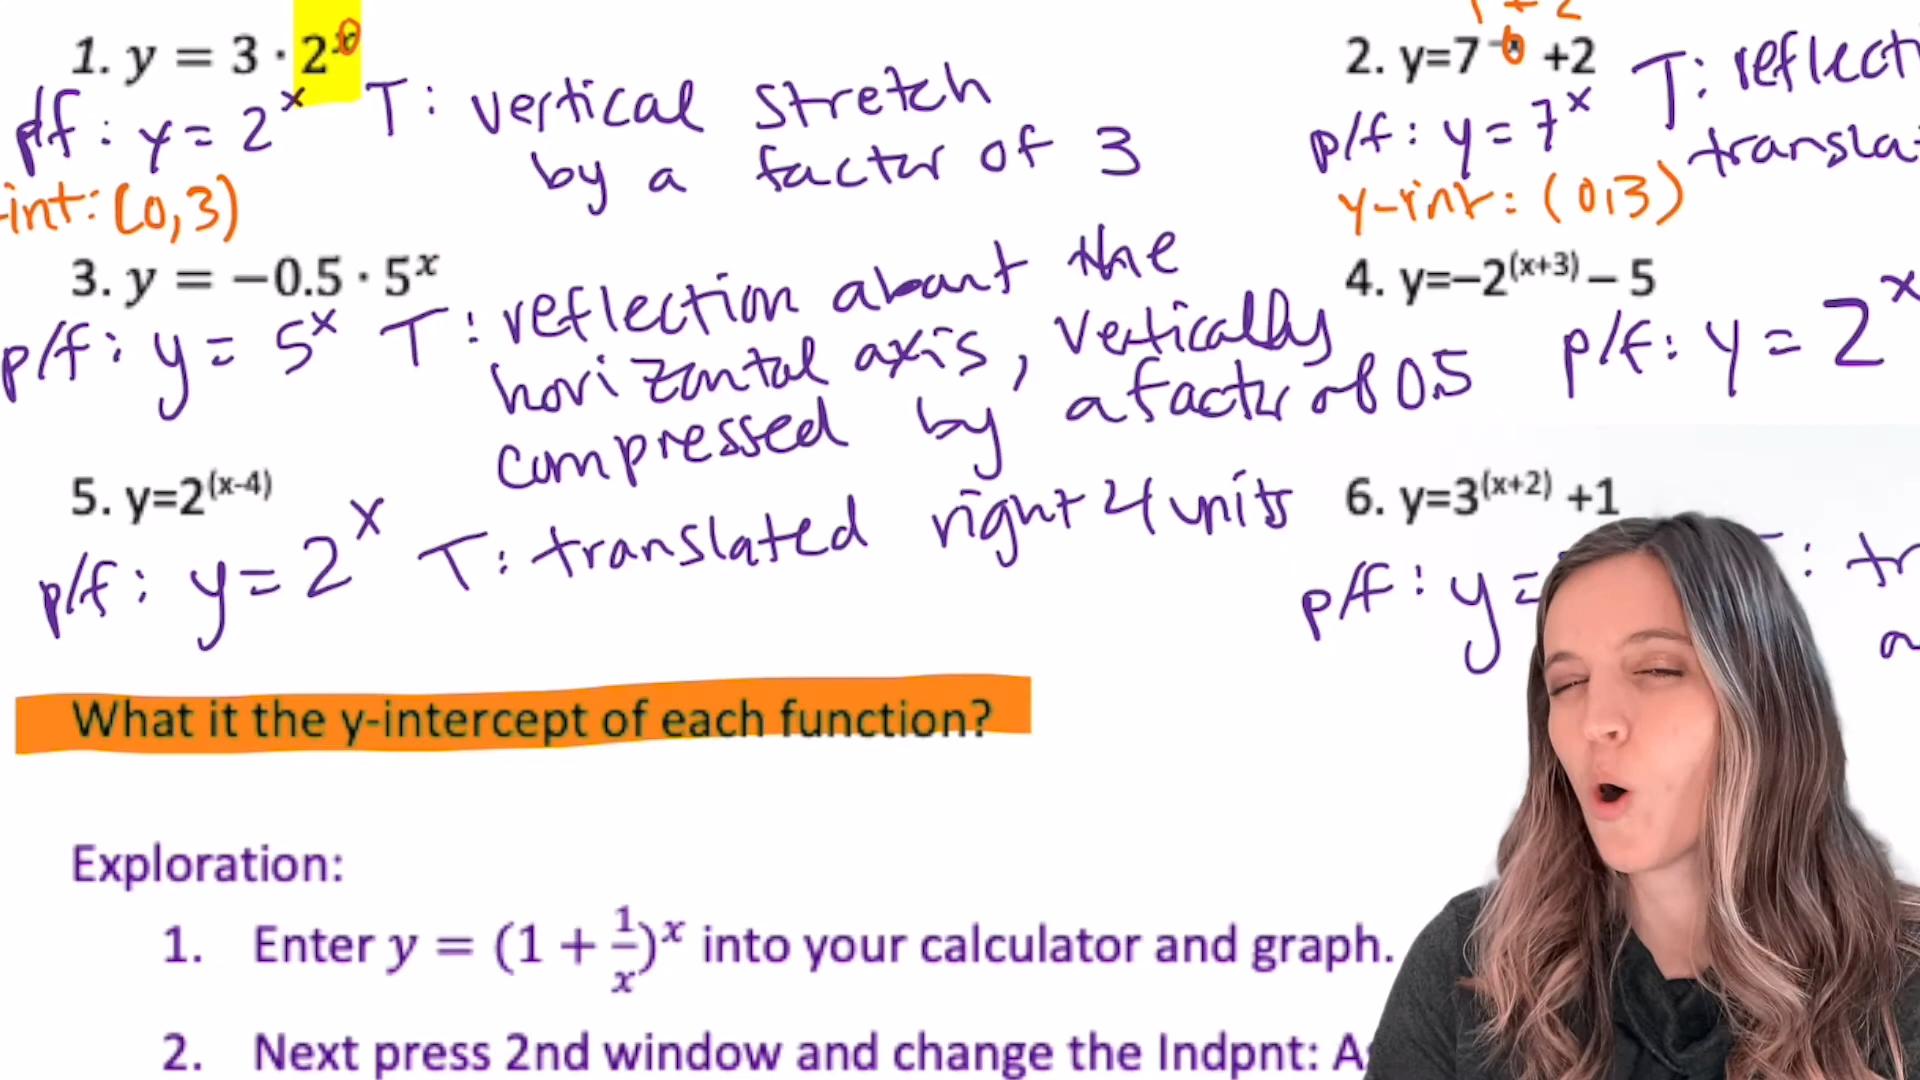 1. y = 3 · 2^x 0
p/f: y = 2^x T: vertical stretch
by a factor of 3
-int: (0,3)
1 + 2
2. y=7^-x 0 +2
p/f: y = 7^x T: reflecti
transla
y-int: (0,3)
3. y = −0.5 · 5^x
p/f: y = 5^x T: reflection about the
horizontal axis, vertically
compressed by a factor of 0.5
4. y=−2^(x+3) − 5
p/f: y = 2^x
5. y=2^(x-4)
p/f: y = 2^x T: translated right 4 units
6. y=3^(x+2) +1
p/f: y = : tr
a
What it the y-intercept of each function?
Exploration:
1. Enter y = (1 + 1/x)^x into your calculator and graph.
2. Next press 2nd window and change the Indpnt: A